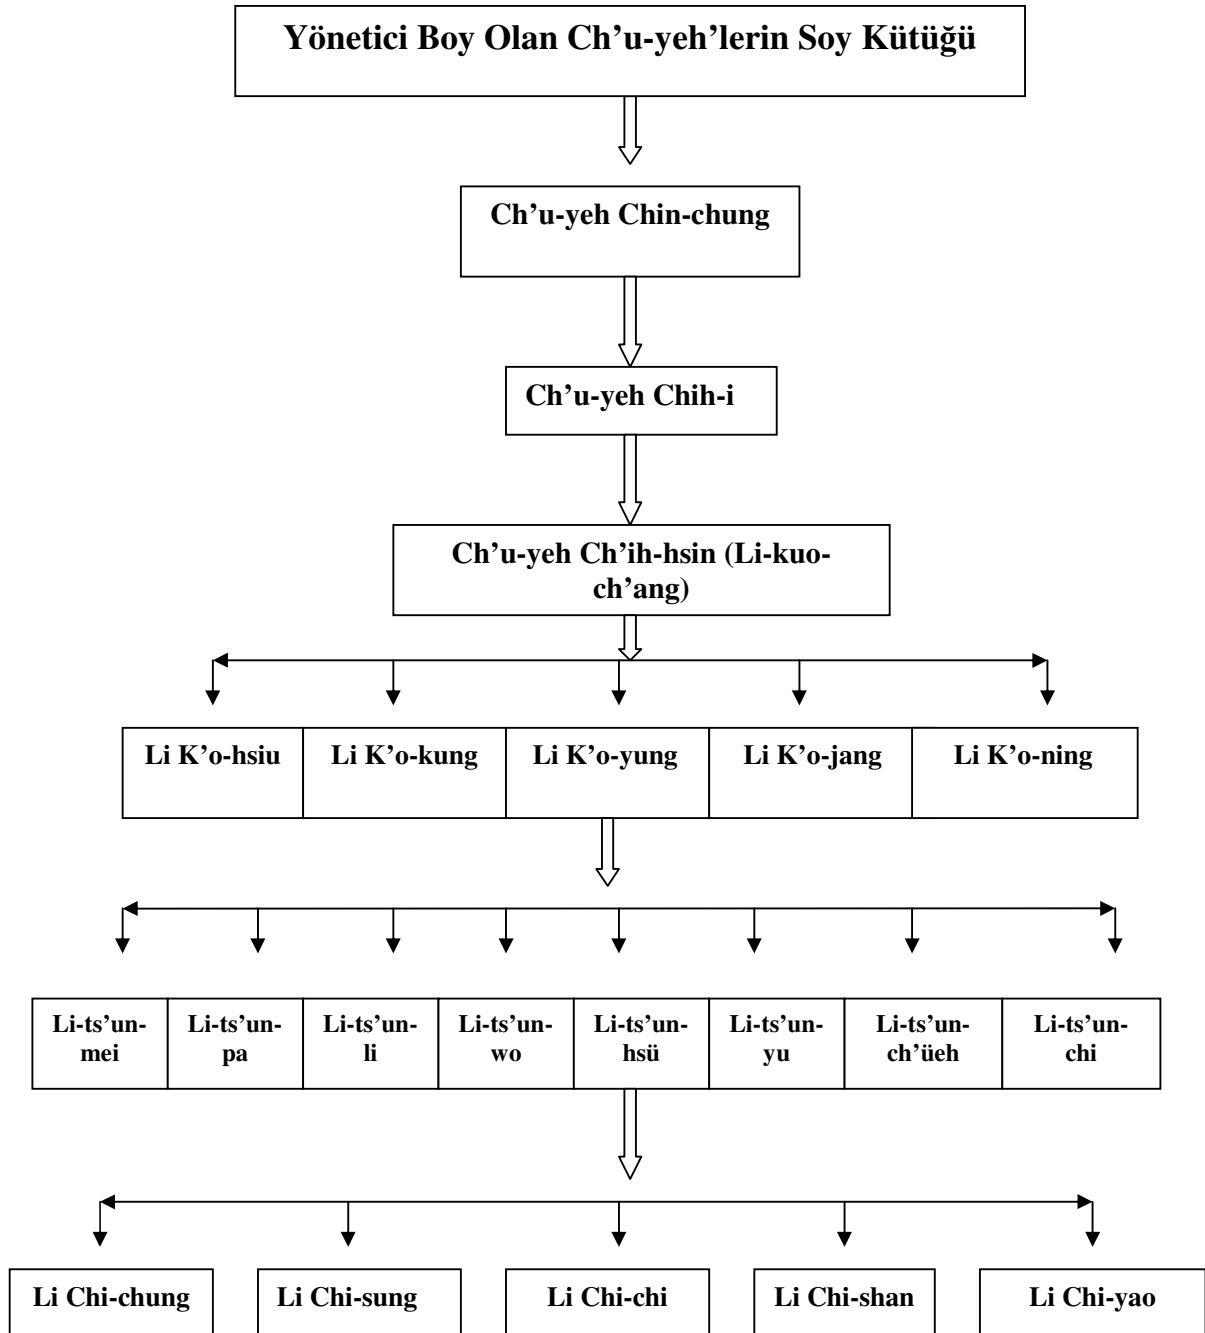 Yönetici Boy Olan Ch’u-yeh’lerin Soy Kütüğü
Ch’u-yeh Chin-chung
Ch’u-yeh Chih-i
Ch’u-yeh Ch’ih-hsin (Li-kuo-
ch’ang)
Li K’o-hsiu
Li K’o-kung
Li K’o-yung
Li K’o-jang
Li K’o-ning
Li-ts’un-
mei
Li-ts’un-
pa
Li-ts’un-
li
Li-ts’un-
wo
Li-ts’un-
hsü
Li-ts’un-
yu
Li-ts’un-
ch’üeh
Li-ts’un-
chi
Li Chi-chung
Li Chi-sung
Li Chi-chi
Li Chi-shan
Li Chi-yao